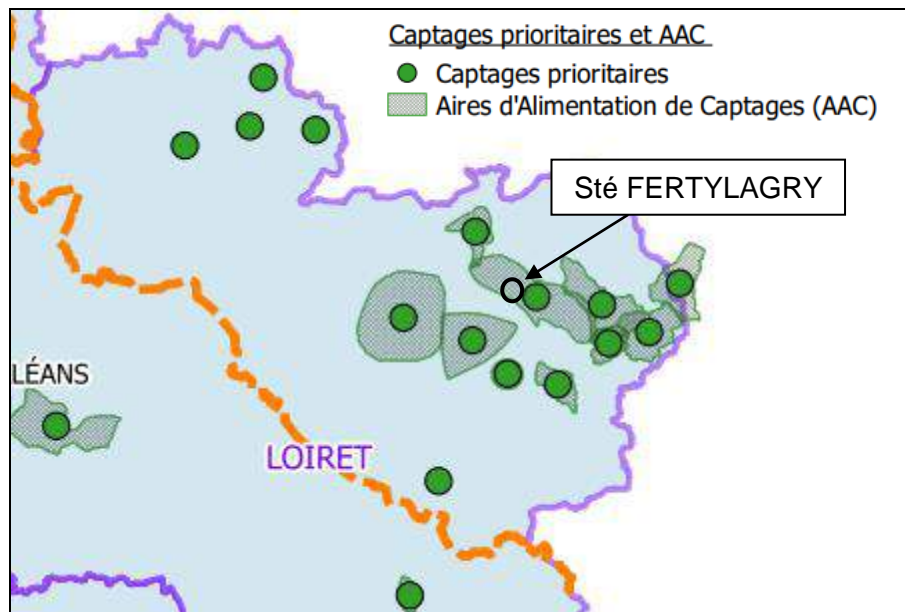 Captages prioritaires et AAC
Captages prioritaires
Aires d'Alimentation de Captages (AAC)
Sté FERTYLAGRY
LÉANS
LOIRET